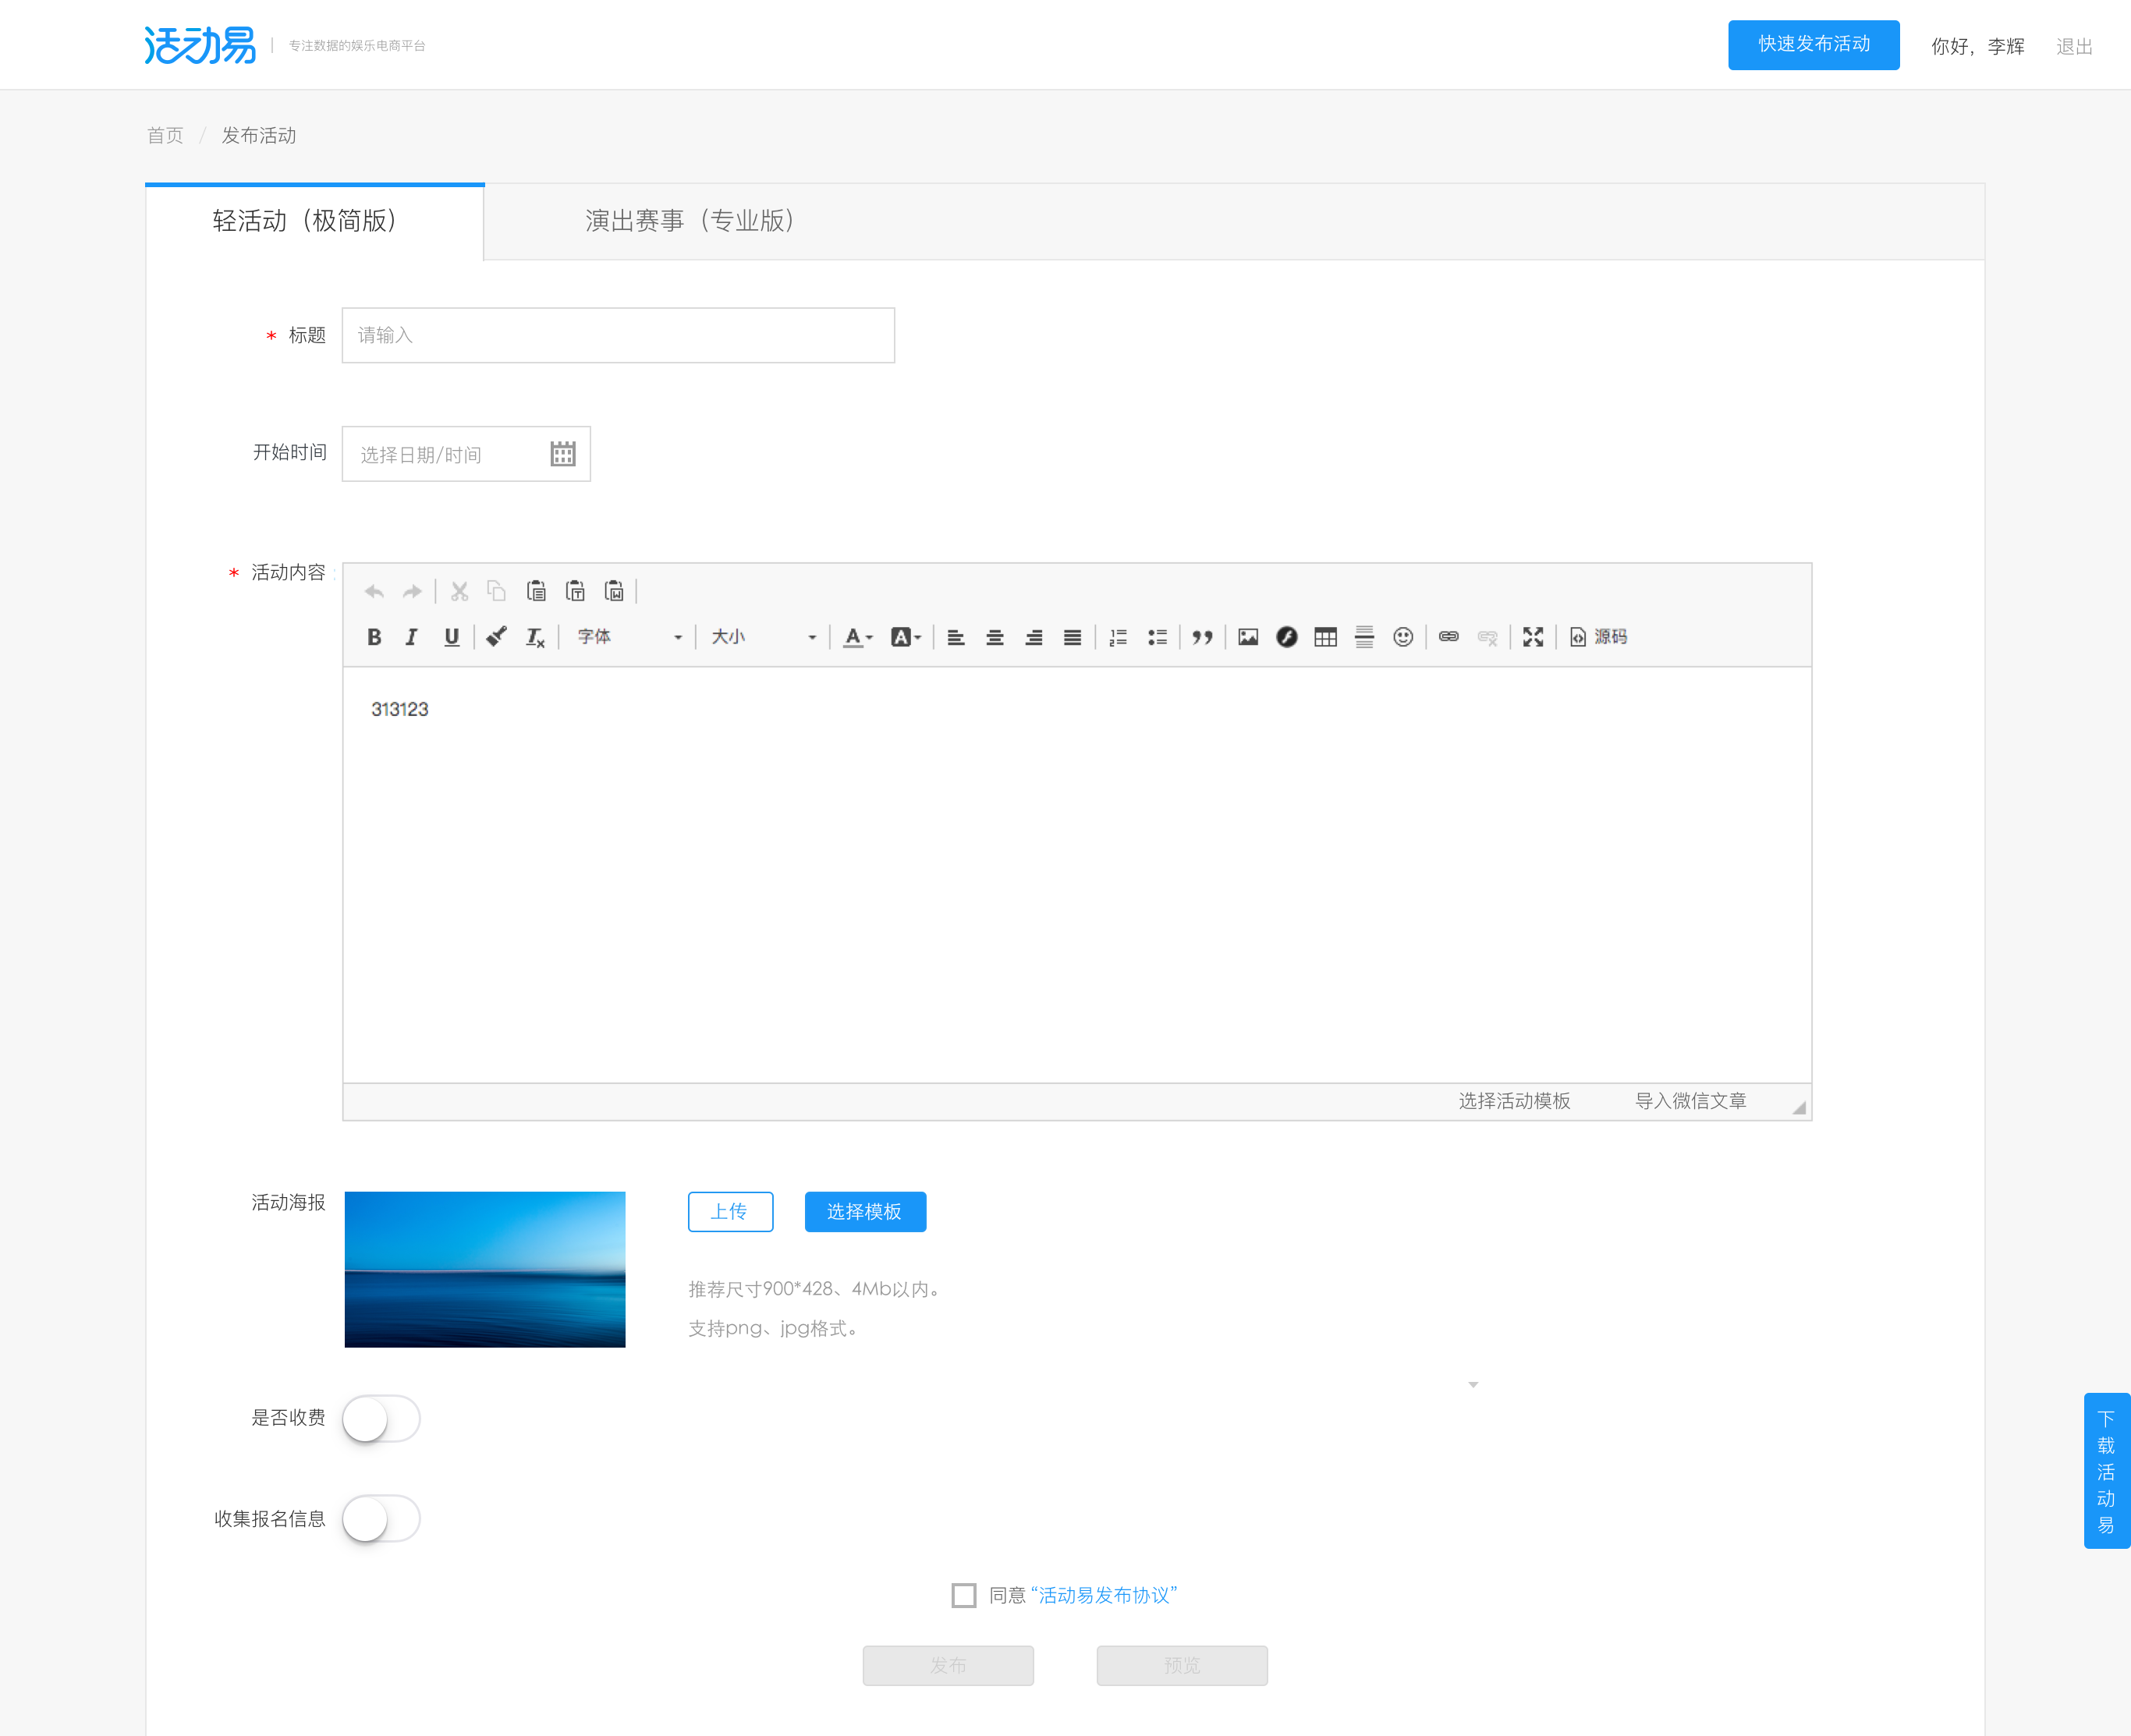 活动易 | 专注数据的娱乐电商平台
快速发布活动 你好，李辉 退出
首页 / 发布活动
轻活动（极简版） 演出赛事（专业版）
* 标题 请输入
开始时间 选择日期/时间
* 活动内容 :
B I U Tx 字体 大小 A A 源码
313123
选择活动模板 导入微信文章
活动海报 上传 选择模板
推荐尺寸900*428、4Mb以内。
支持png、jpg格式。
是否收费
收集报名信息
下载活动易
同意“活动易发布协议”
发布 预览